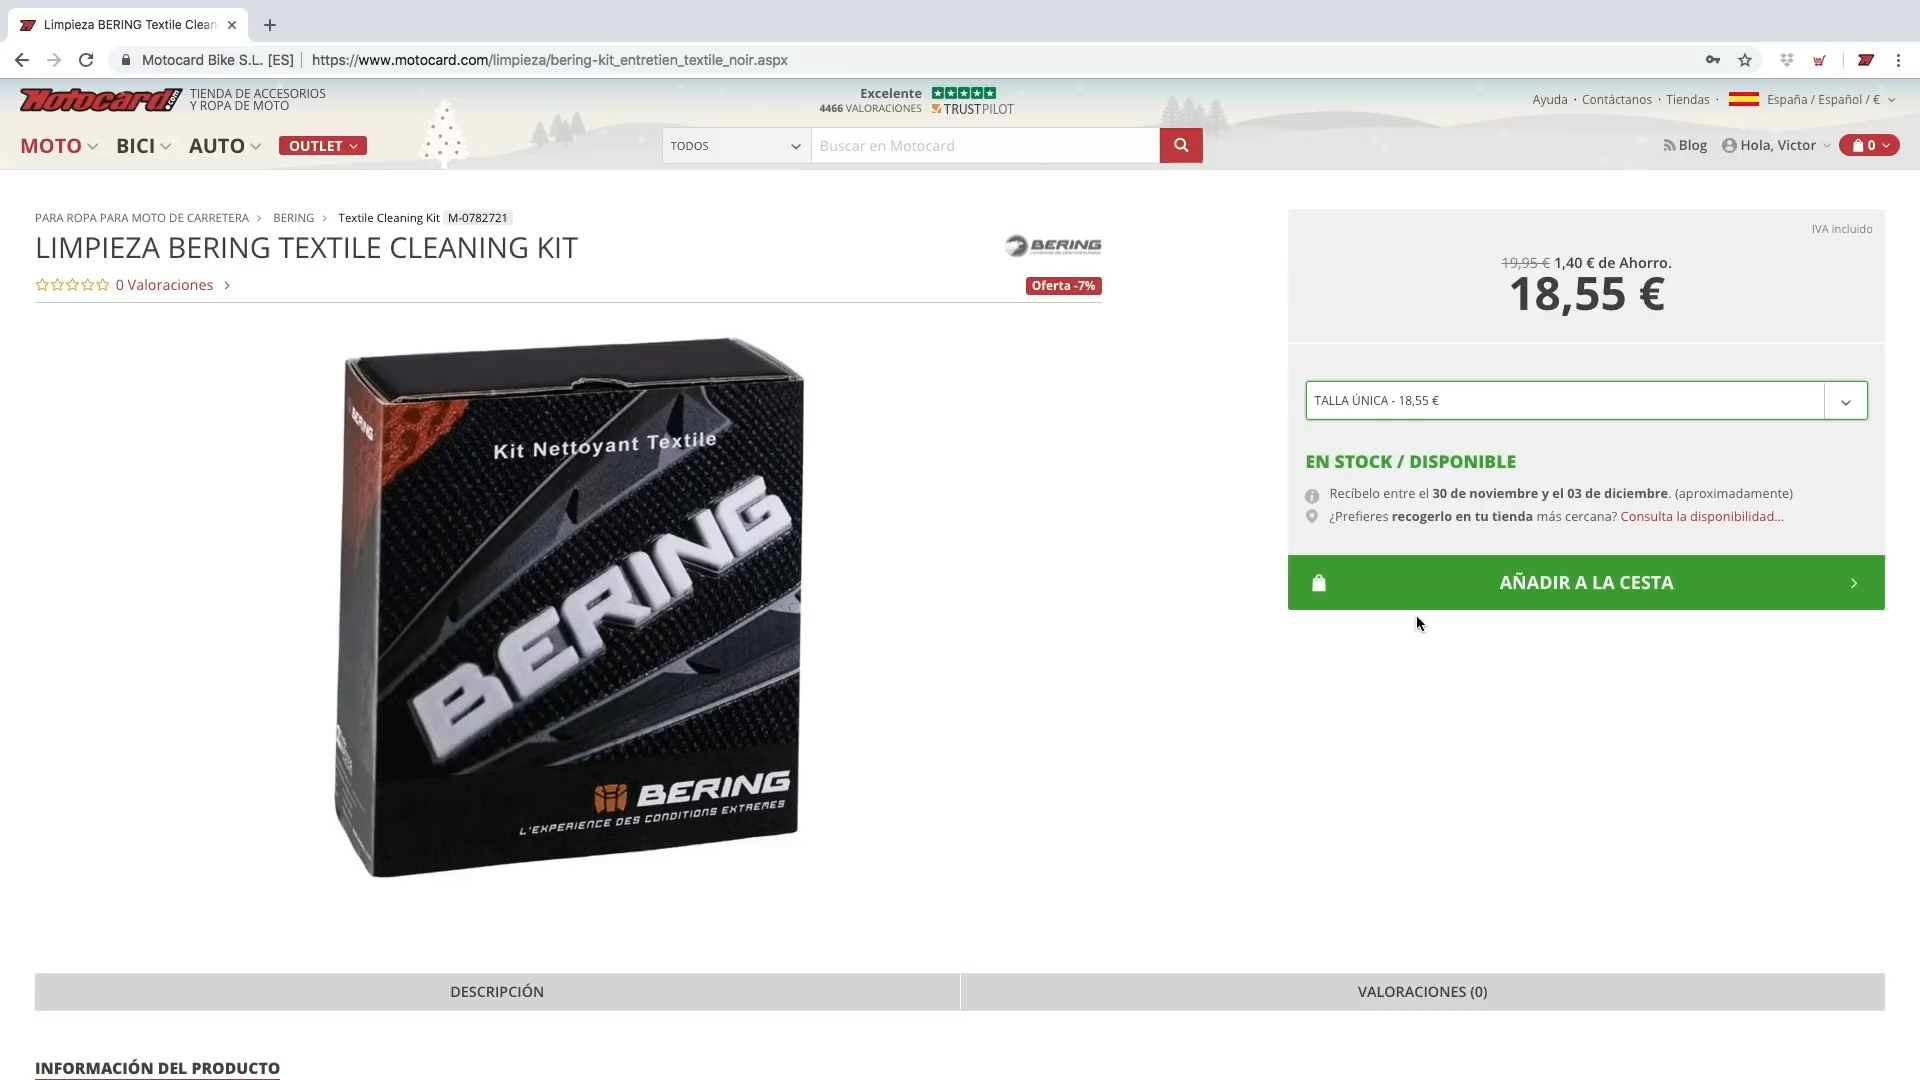 Limpieza BERING Textile Clean
Motocard Bike S.L. [ES]
https://www.motocard.com/limpieza/bering-kit_entretien_textile_noir.aspx
Motocard.com
TIENDA DE ACCESORIOS
Y ROPA DE MOTO
Excelente
4466 VALORACIONES
TRUSTPILOT
Ayuda · Contáctanos · Tiendas ·
España / Español / €
MOTO
BICI
AUTO
OUTLET
TODOS
Buscar en Motocard
Blog
Hola, Victor
0
PARA ROPA PARA MOTO DE CARRETERA > BERING > Textile Cleaning Kit M-0782721
LIMPIEZA BERING TEXTILE CLEANING KIT
BERING
0 Valoraciones >
Oferta -7%
IVA incluido
19,95 € 1,40 € de Ahorro.
18,55 €
TALLA ÚNICA - 18,55 €
EN STOCK / DISPONIBLE
Recíbelo entre el 30 de noviembre y el 03 de diciembre. (aproximadamente)
¿Prefieres recogerlo en tu tienda más cercana? Consulta la disponibilidad...
AÑADIR A LA CESTA
BERING
Kit Nettoyant Textile
BERING
BERING
L'EXPERIENCE DES CONDITIONS EXTREMES
DESCRIPCIÓN
VALORACIONES (0)
INFORMACIÓN DEL PRODUCTO